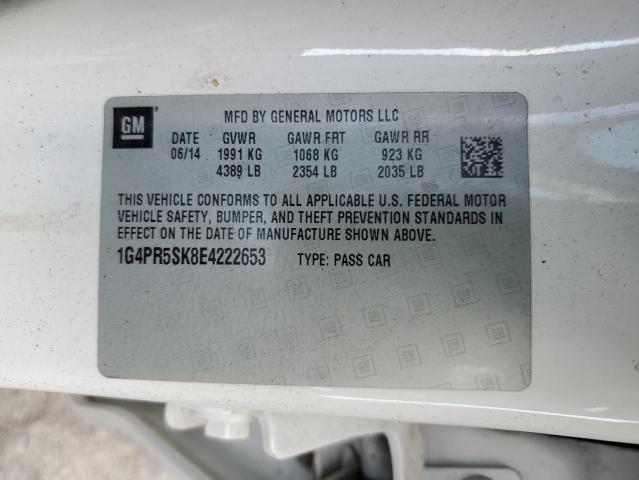 GM
MFD BY GENERAL MOTORS LLC
DATE GVWR GAWR FRT GAWR RR
06/14 1991 KG 1068 KG 923 KG
4389 LB 2354 LB 2035 LB
THIS VEHICLE CONFORMS TO ALL APPLICABLE U.S. FEDERAL MOTOR
VEHICLE SAFETY, BUMPER, AND THEFT PREVENTION STANDARDS IN
EFFECT ON THE DATE OF MANUFACTURE SHOWN ABOVE.
1G4PR5SK8E4222653 TYPE: PASS CAR